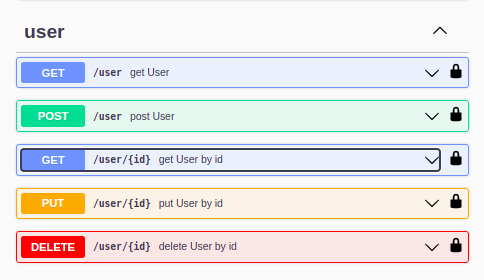 user
GET /user get User
POST /user post User
GET /user/{id} get User by id
PUT /user/{id} put User by id
DELETE /user/{id} delete User by id